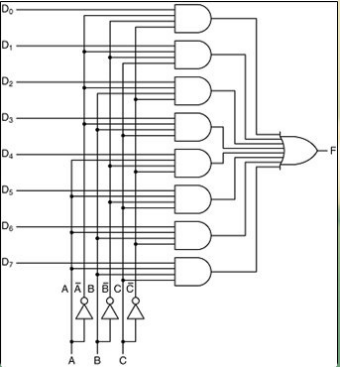 D₀
D₁
D₂
D₃
D₄
F
D₅
D₆
D₇
A A̅ B B̅ C C̅
A B C